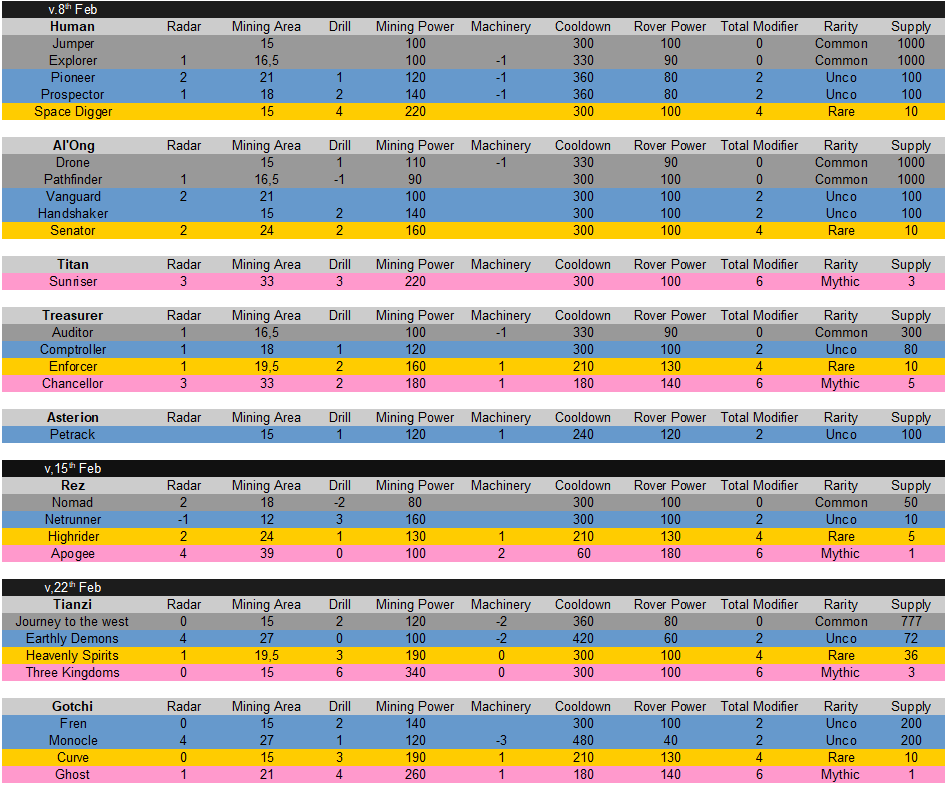 v.8th Feb
Human Radar Mining Area Drill Mining Power Machinery Cooldown Rover Power Total Modifier Rarity Supply
Jumper 15 100 300 100 0 Common 1000
Explorer 1 16,5 100 -1 330 90 0 Common 1000
Pioneer 2 21 1 120 -1 360 80 2 Unco 100
Prospector 1 18 2 140 -1 360 80 2 Unco 100
Space Digger 15 4 220 300 100 4 Rare 10
Al'Ong Radar Mining Area Drill Mining Power Machinery Cooldown Rover Power Total Modifier Rarity Supply
Drone 15 1 110 -1 330 90 0 Common 1000
Pathfinder 1 16,5 -1 90 300 100 0 Common 1000
Vanguard 2 21 100 300 100 2 Unco 100
Handshaker 15 2 140 300 100 2 Unco 100
Senator 2 24 2 160 300 100 4 Rare 10
Titan Radar Mining Area Drill Mining Power Machinery Cooldown Rover Power Total Modifier Rarity Supply
Sunriser 3 33 3 220 300 100 6 Mythic 3
Treasurer Radar Mining Area Drill Mining Power Machinery Cooldown Rover Power Total Modifier Rarity Supply
Auditor 1 16,5 100 -1 330 90 0 Common 300
Comptroller 1 18 1 120 300 100 2 Unco 80
Enforcer 1 19,5 2 160 1 210 130 4 Rare 10
Chancellor 3 33 2 180 1 180 140 6 Mythic 5
Asterion Radar Mining Area Drill Mining Power Machinery Cooldown Rover Power Total Modifier Rarity Supply
Petrack 15 1 120 1 240 120 2 Unco 100
v,15th Feb
Rez Radar Mining Area Drill Mining Power Machinery Cooldown Rover Power Total Modifier Rarity Supply
Nomad 2 18 -2 80 300 100 0 Common 50
Netrunner -1 12 3 160 300 100 2 Unco 10
Highrider 2 24 1 130 1 210 130 4 Rare 5
Apogee 4 39 0 100 2 60 180 6 Mythic 1
v,22th Feb
Tianzi Radar Mining Area Drill Mining Power Machinery Cooldown Rover Power Total Modifier Rarity Supply
Journey to the west 0 15 2 120 -2 360 80 0 Common 777
Earthly Demons 4 27 0 100 -2 420 60 2 Unco 72
Heavenly Spirits 1 19,5 3 190 0 300 100 4 Rare 36
Three Kingdoms 0 15 6 340 0 300 100 6 Mythic 3
Gotchi Radar Mining Area Drill Mining Power Machinery Cooldown Rover Power Total Modifier Rarity Supply
Fren 0 15 2 140 300 100 2 Unco 200
Monocle 4 27 1 120 -3 480 40 2 Unco 200
Curve 0 15 3 190 1 210 130 4 Rare 10
Ghost 1 21 4 260 1 180 140 6 Mythic 1